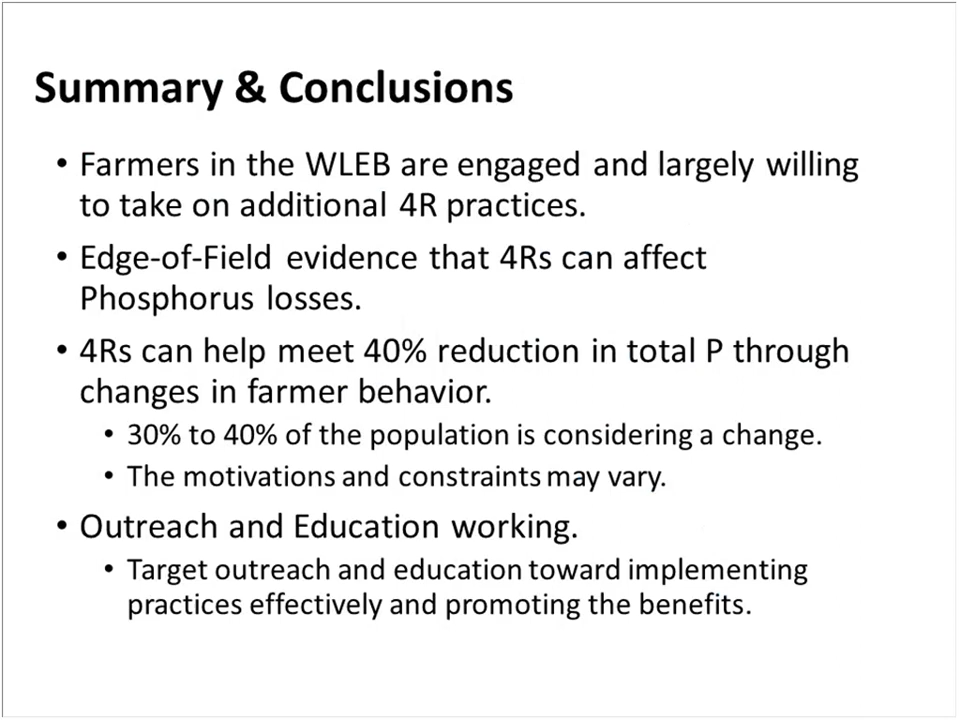 Summary & Conclusions
• Farmers in the WLEB are engaged and largely willing
to take on additional 4R practices.
• Edge-of-Field evidence that 4Rs can affect
Phosphorus losses.
• 4Rs can help meet 40% reduction in total P through
changes in farmer behavior.
• 30% to 40% of the population is considering a change.
• The motivations and constraints may vary.
• Outreach and Education working.
• Target outreach and education toward implementing
practices effectively and promoting the benefits.